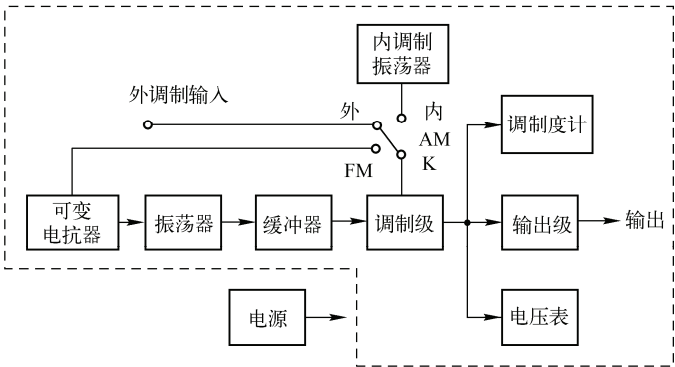 内调制
振荡器
外调制输入
外
内
AM
K
FM
调制度计
可变
电抗器
振荡器
缓冲器
调制级
输出级
输出
电源
电压表